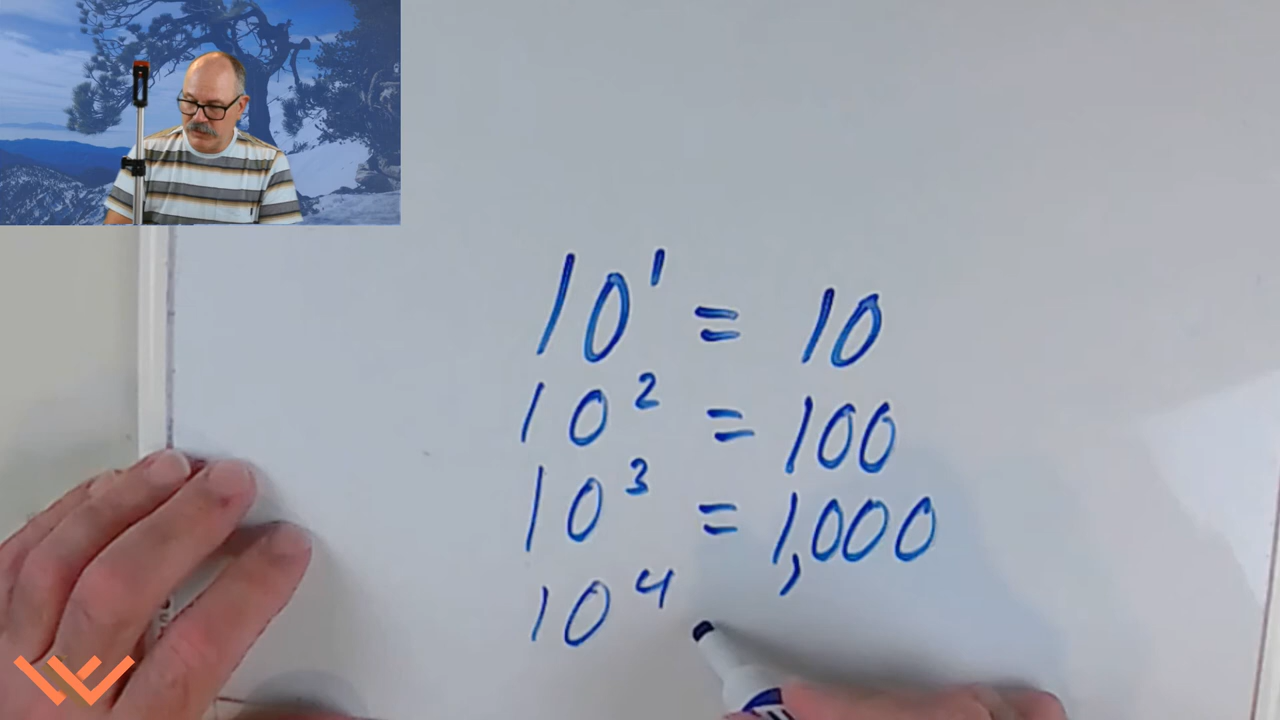 10¹ = 10
10² = 100
10³ = 1,000
10⁴